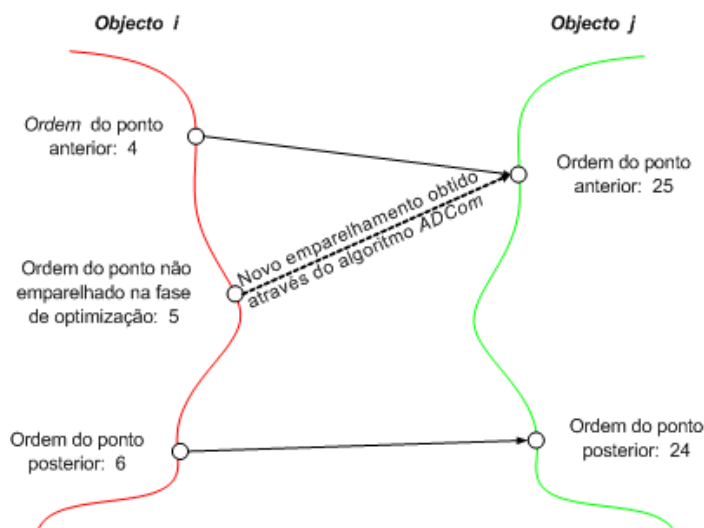 Objecto i
Objecto j
Ordem do ponto
anterior: 4
Ordem do ponto
anterior: 25
Novo emparelhamento obtido
através do algoritmo ADCom
Ordem do ponto não
emparelhado na fase
de optimização: 5
Ordem do ponto
posterior: 6
Ordem do ponto
posterior: 24